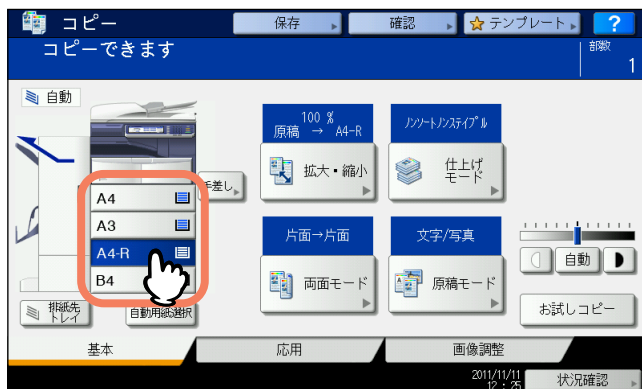 コピー
保存
確認
テンプレート
?
コピーできます
部数
1
自動
100 %
原稿 → A4-R
ﾉﾝｿｰﾄﾉﾝｽﾃｲﾌﾟﾙ
拡大・縮小
仕上げ
モード
手差し
A4
A3
A4-R
B4
片面→片面
文字/写真
両面モード
原稿モード
自動
排紙先
トレイ
自動用紙選択
お試しコピー
基本
応用
画像調整
2011/11/11
12:25
状況確認